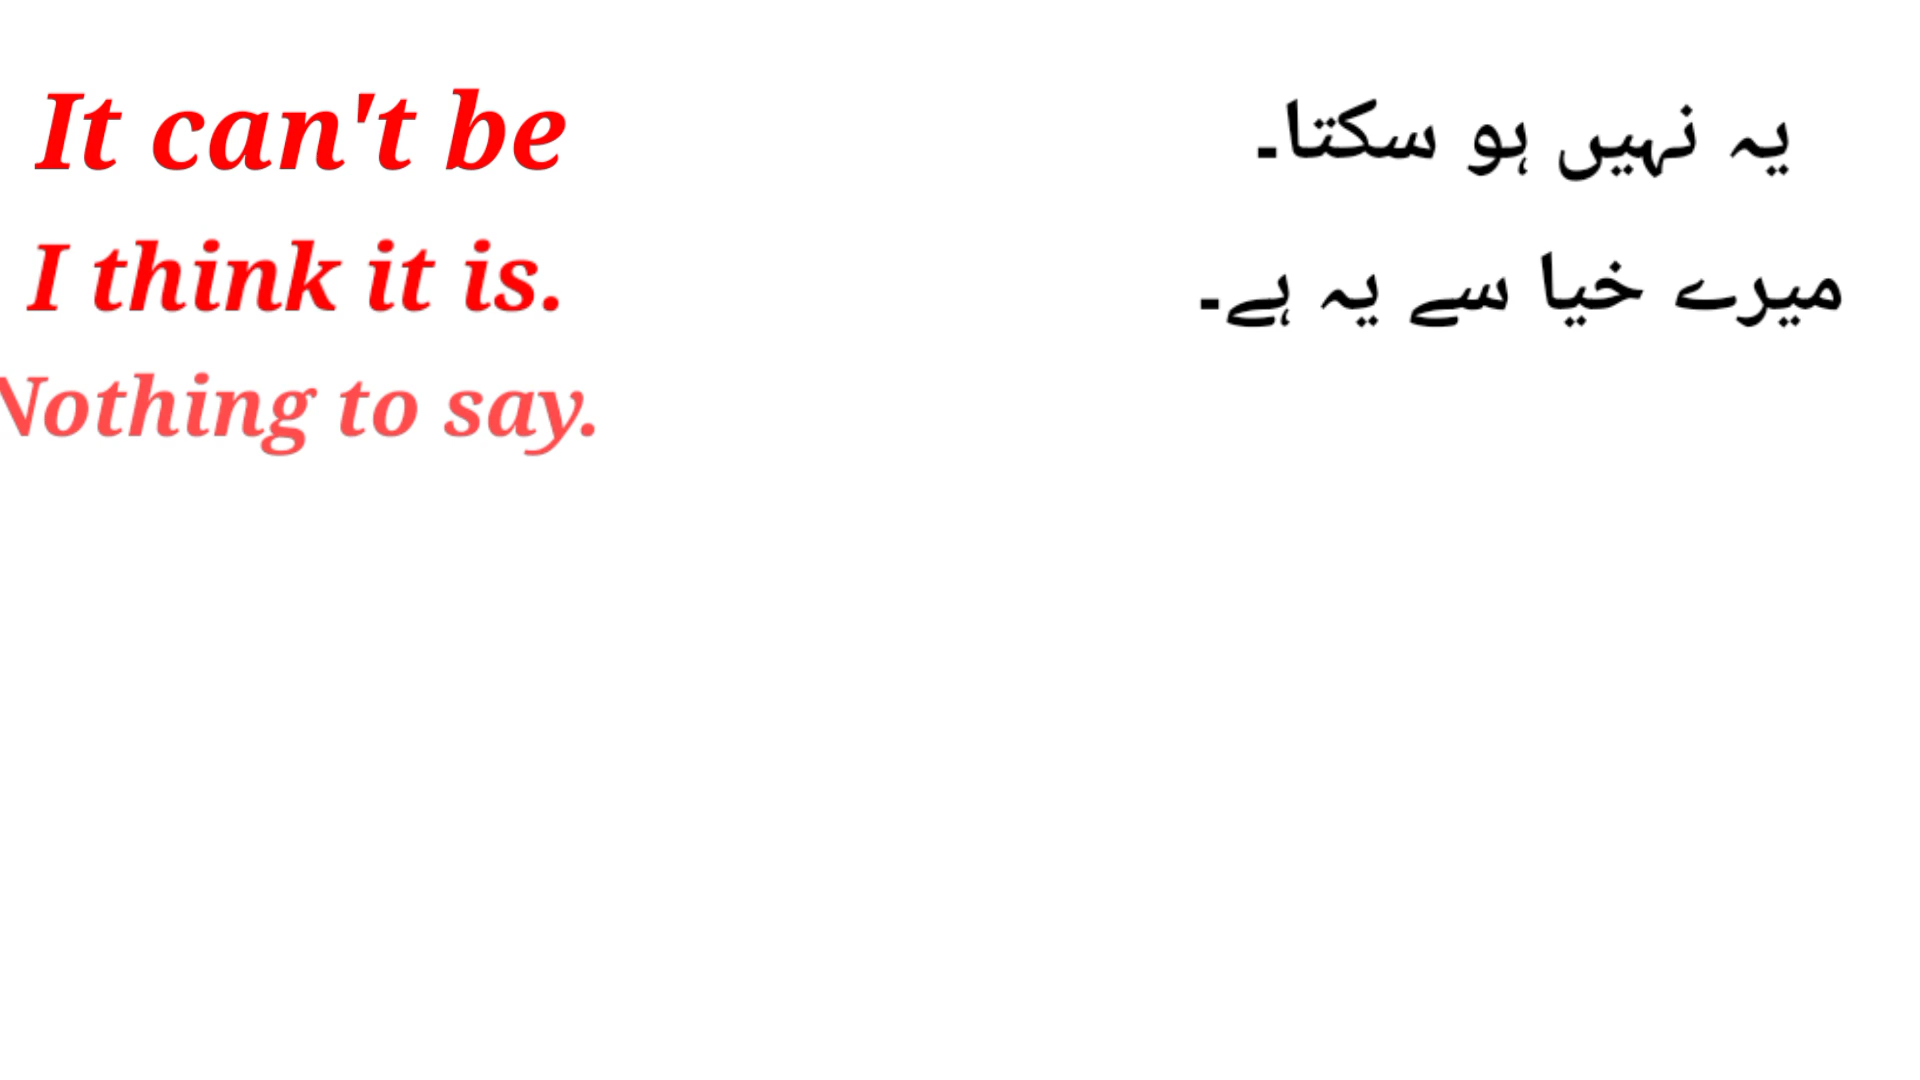 It can't be
یہ نہیں ہو سکتا۔
I think it is.
میرے خیا سے یہ ہے۔
Nothing to say.